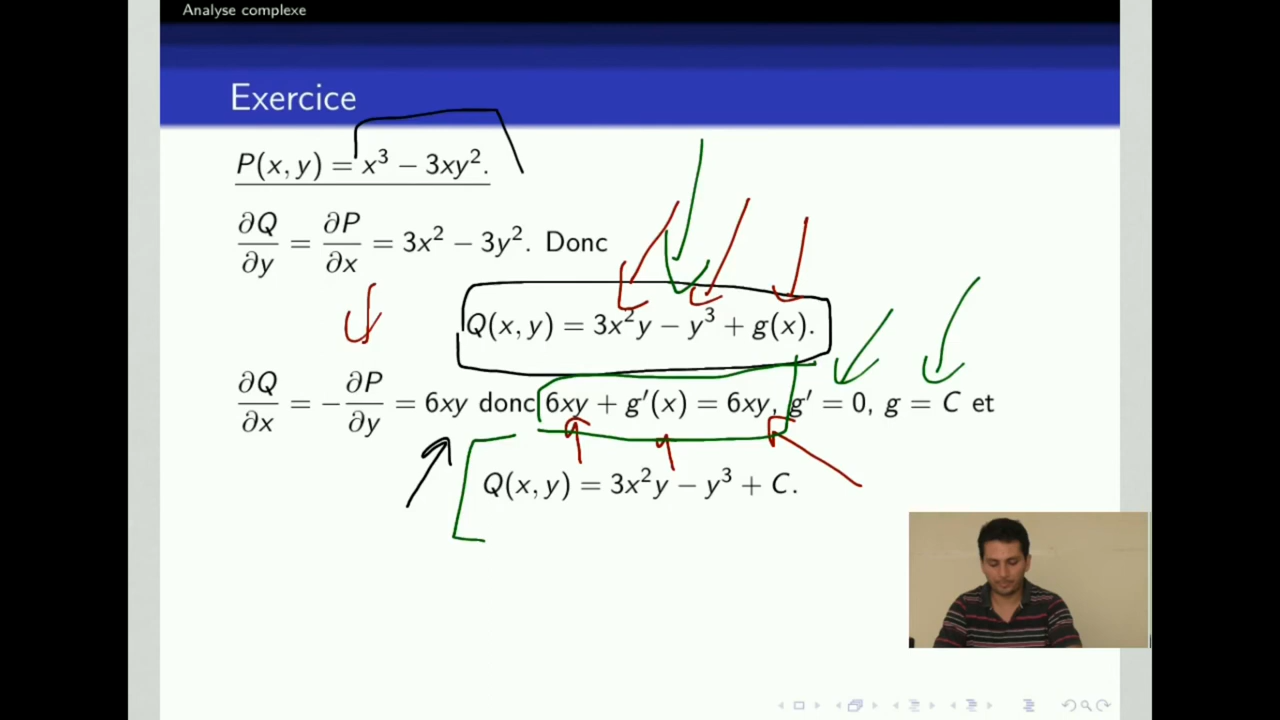 Analyse complexe
Exercice
P(x, y) = x³ − 3xy².
∂Q/∂y = ∂P/∂x = 3x² − 3y². Donc
Q(x, y) = 3x²y − y³ + g(x).
∂Q/∂x = −∂P/∂y = 6xy donc 6xy + g′(x) = 6xy, g′ = 0, g = C et
Q(x, y) = 3x²y − y³ + C.